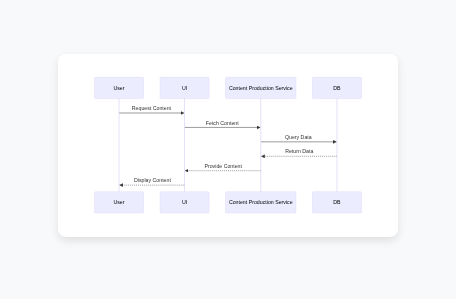 User UI Content Production Service DB
Request Content
Fetch Content
Query Data
Return Data
Provide Content
Display Content
User UI Content Production Service DB